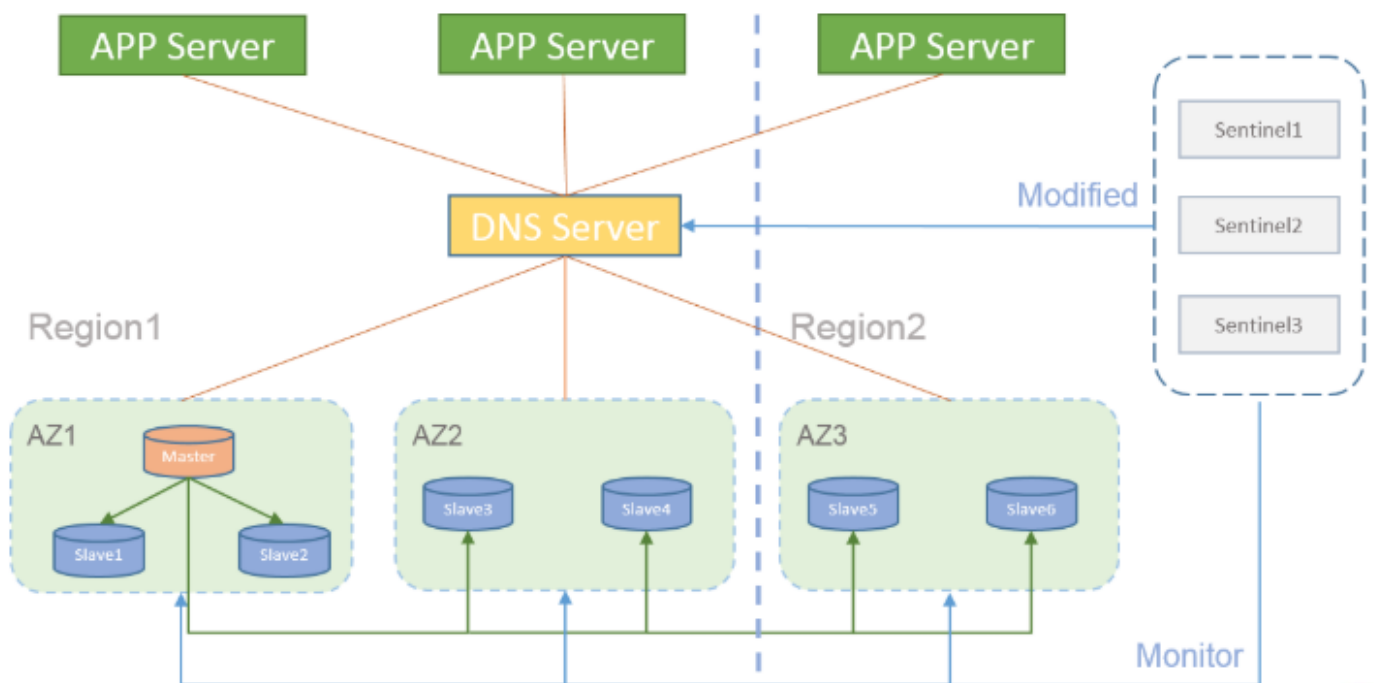 APP Server
APP Server
APP Server
Sentinel1
Modified
Sentinel2
DNS Server
Region1
Region2
Sentinel3
AZ1
AZ2
AZ3
Master
Slave3
Slave4
Slave5
Slave6
Slave1
Slave2
Monitor